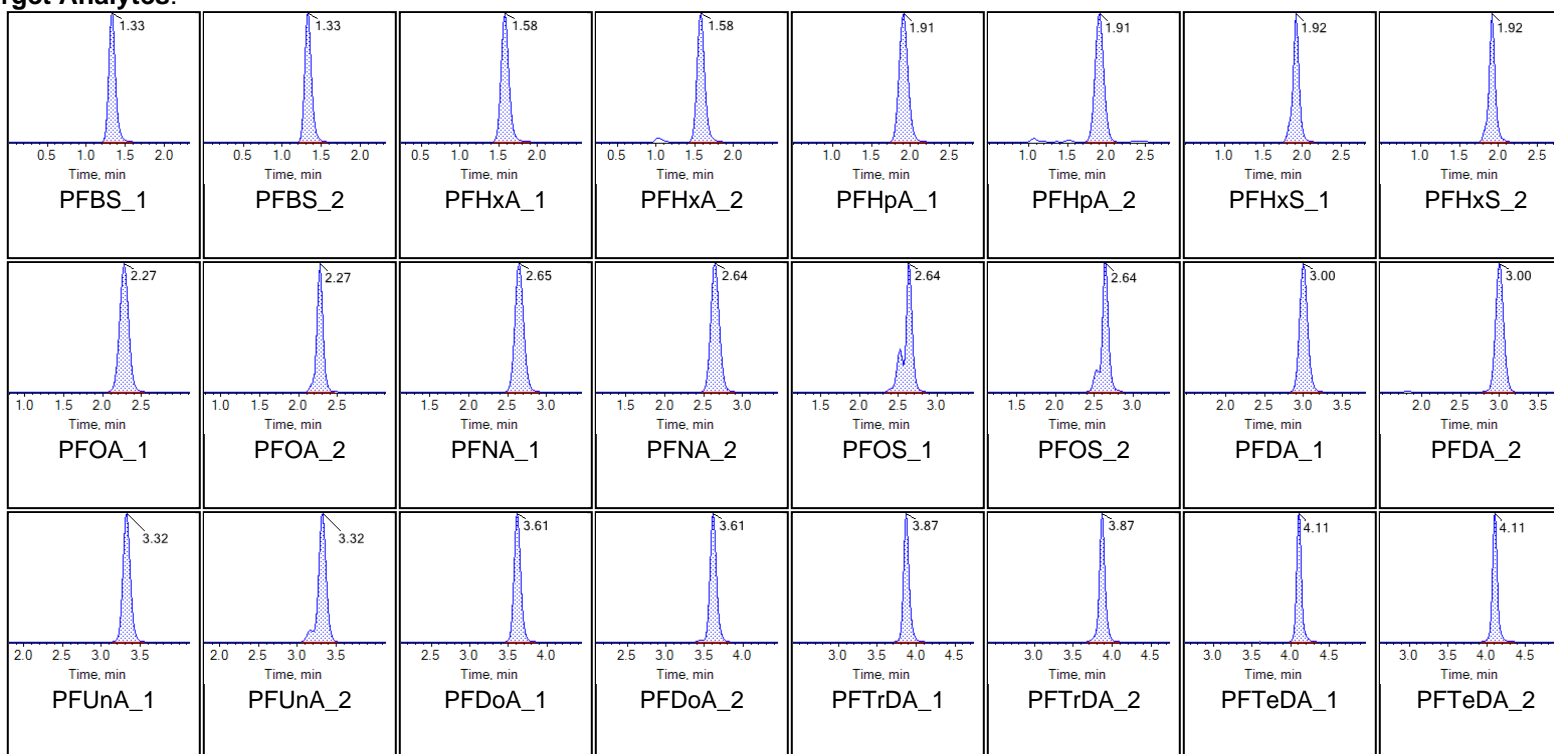 rget Analytes:
1.33 1.33 1.58 1.58 1.91 1.91 1.92 1.92
0.5 1.0 1.5 2.0 0.5 1.0 1.5 2.0 0.5 1.0 1.5 2.0 0.5 1.0 1.5 2.0 1.0 1.5 2.0 2.5 1.0 1.5 2.0 2.5 1.0 1.5 2.0 2.5 1.0 1.5 2.0 2.5
Time, min Time, min Time, min Time, min Time, min Time, min Time, min Time, min
PFBS_1 PFBS_2 PFHxA_1 PFHxA_2 PFHpA_1 PFHpA_2 PFHxS_1 PFHxS_2
2.27 2.27 2.65 2.64 2.64 2.64 3.00 3.00
1.0 1.5 2.0 2.5 1.0 1.5 2.0 2.5 1.5 2.0 2.5 3.0 1.5 2.0 2.5 3.0 1.5 2.0 2.5 3.0 1.5 2.0 2.5 3.0 2.0 2.5 3.0 3.5 2.0 2.5 3.0 3.5
Time, min Time, min Time, min Time, min Time, min Time, min Time, min Time, min
PFOA_1 PFOA_2 PFNA_1 PFNA_2 PFOS_1 PFOS_2 PFDA_1 PFDA_2
3.32 3.32 3.61 3.61 3.87 3.87 4.11 4.11
2.0 2.5 3.0 3.5 2.0 2.5 3.0 3.5 2.5 3.0 3.5 4.0 2.5 3.0 3.5 4.0 3.0 3.5 4.0 4.5 3.0 3.5 4.0 4.5 3.0 3.5 4.0 4.5 3.0 3.5 4.0 4.5
Time, min Time, min Time, min Time, min Time, min Time, min Time, min Time, min
PFUnA_1 PFUnA_2 PFDoA_1 PFDoA_2 PFTrDA_1 PFTrDA_2 PFTeDA_1 PFTeDA_2